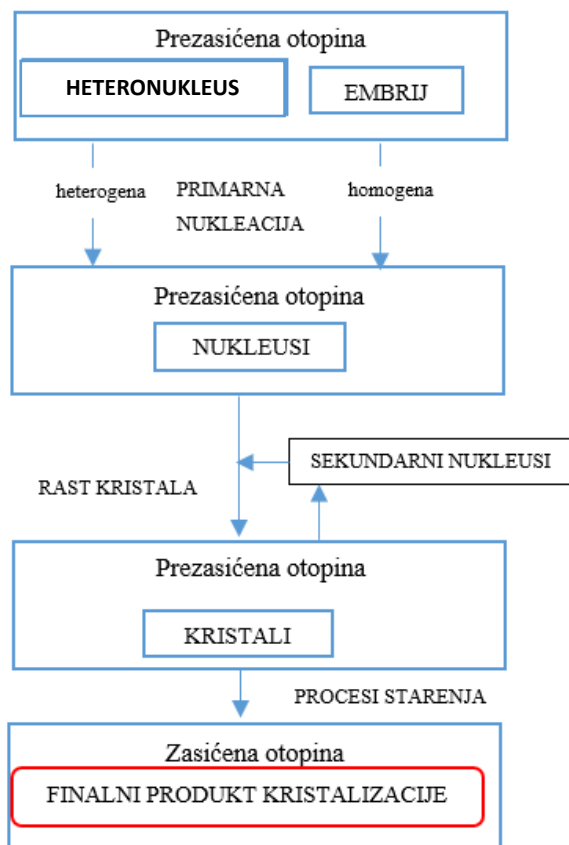 Prezasićena otopina
HETERONUKLEUS
EMBRIJ
heterogena
PRIMARNA
NUKLEACIJA
homogena
Prezasićena otopina
NUKLEUSI
SEKUNDARNI NUKLEUSI
RAST KRISTALA
Prezasićena otopina
KRISTALI
PROCESI STARENJA
Zasićena otopina
FINALNI PRODUKT KRISTALIZACIJE